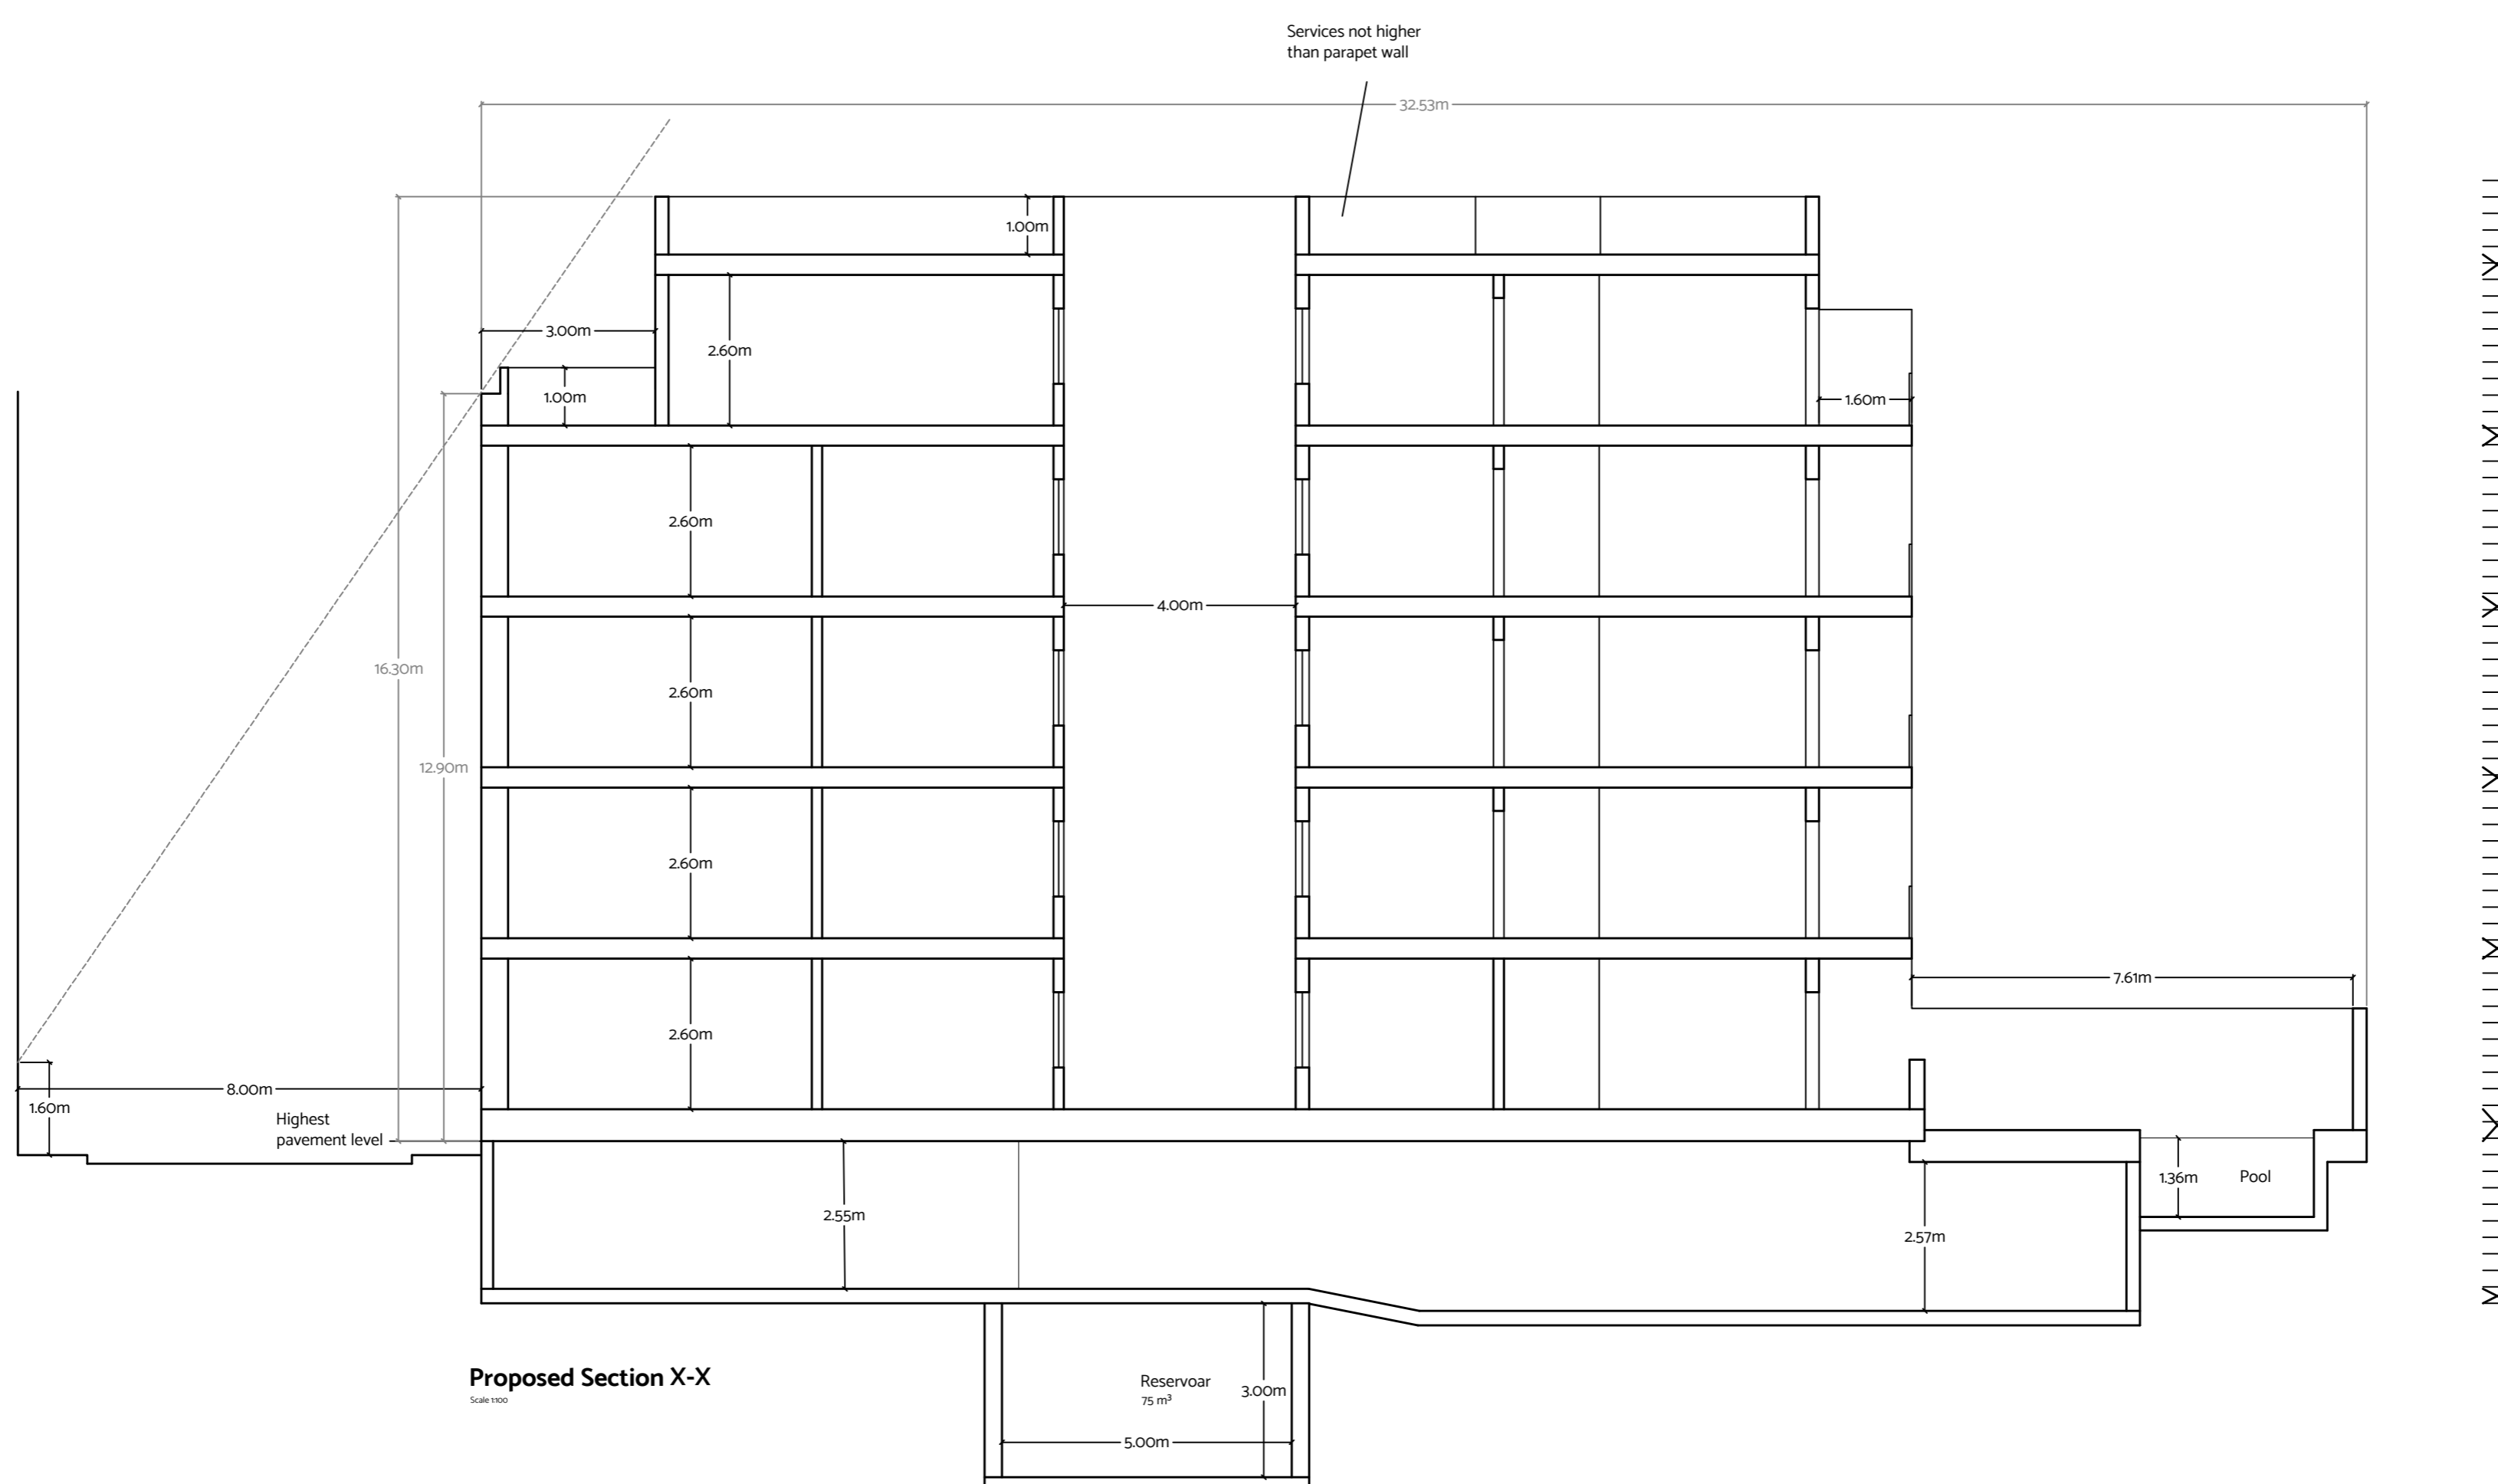 Services not higher
than parapet wall
32.53m
1.00m
3.00m
2.60m
1.00m
1.60m
2.60m
4.00m
16.30m
2.60m
12.90m
2.60m
7.61m
2.60m
8.00m
1.60m
Highest
pavement level
1.36m
Pool
2.55m
2.57m
Proposed Section X-X
Scale 1:100
Reservoar
75 m³
3.00m
5.00m